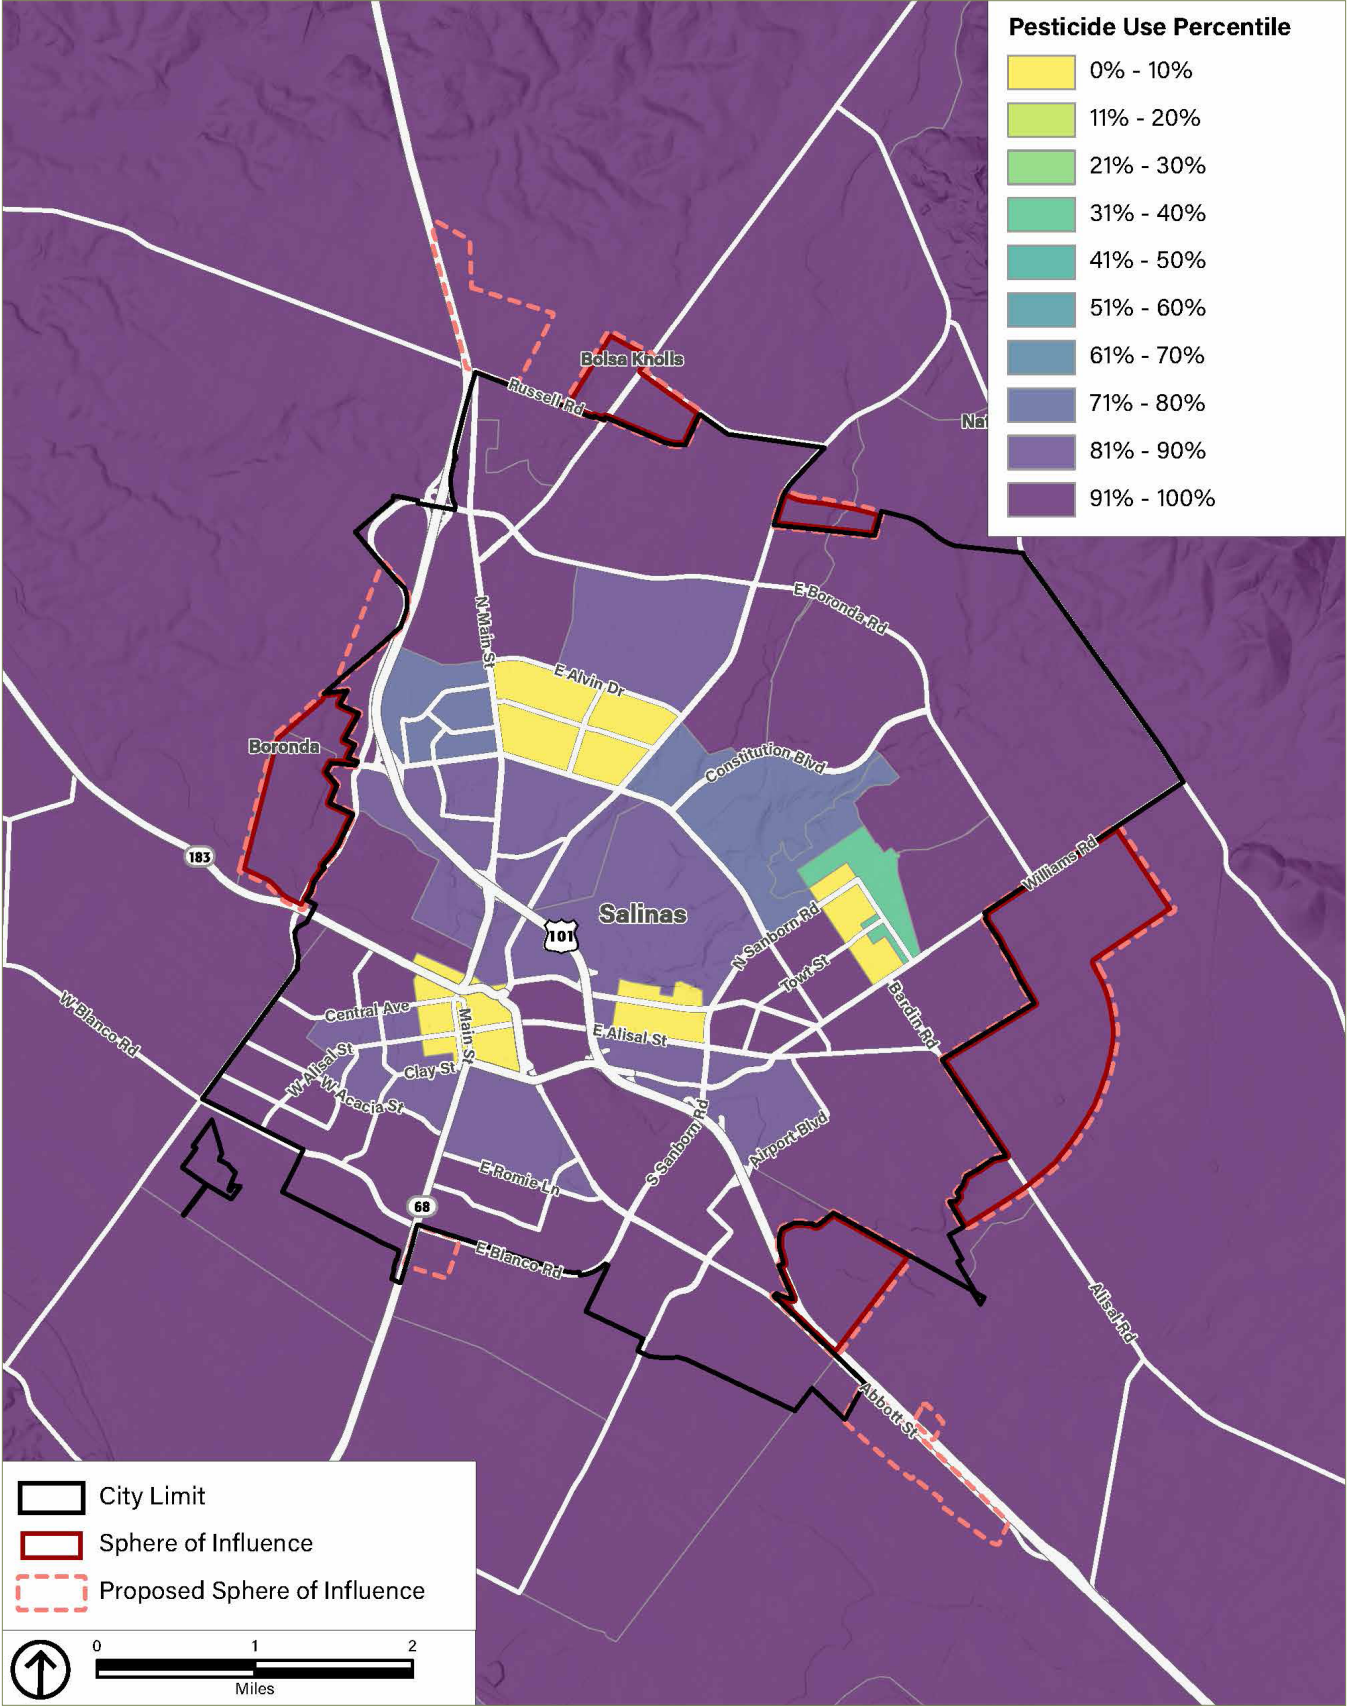 Pesticide Use Percentile
0% - 10%
11% - 20%
21% - 30%
31% - 40%
41% - 50%
51% - 60%
61% - 70%
71% - 80%
81% - 90%
91% - 100%
Bolsa Knolls
Russell Rd
Nat
E Boronda Rd
N Main St
E Alvin Dr
Boronda
Constitution Blvd
183
Williams Rd
Salinas
101
N Sanborn Rd
Towt St
Bardin Rd
W Blanco Rd
Central Ave
Main St
E Alisal St
W Alisal St
Clay St
W Acacia St
Airport Blvd
S Sanborn Rd
E Romie Ln
68
E Blanco Rd
Alisal Rd
Abbott St
City Limit
Sphere of Influence
Proposed Sphere of Influence
0 1 2
Miles